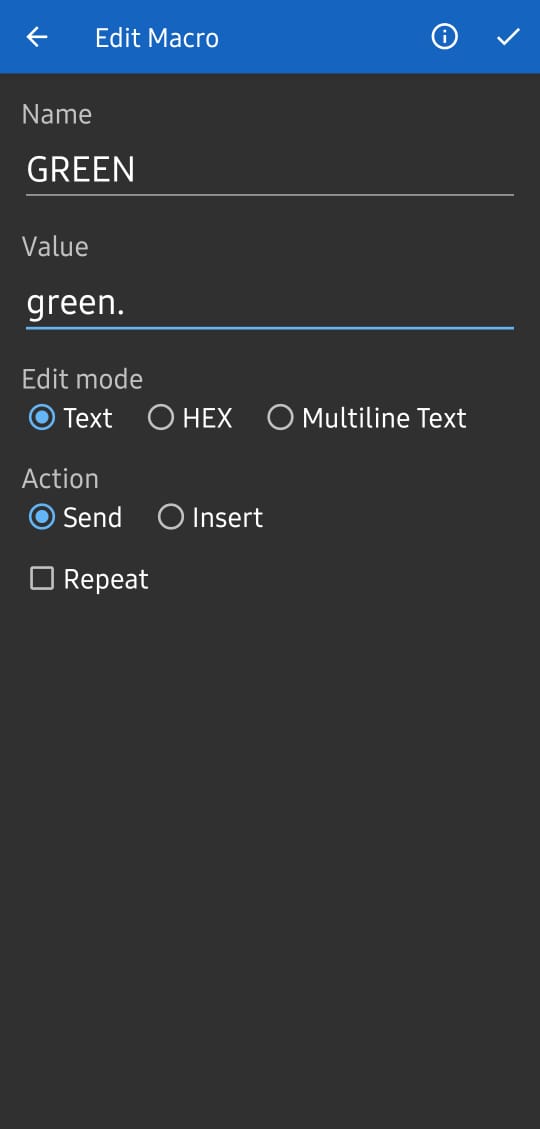 Edit Macro
Name
GREEN
Value
green.
Edit mode
Text HEX Multiline Text
Action
Send Insert
Repeat